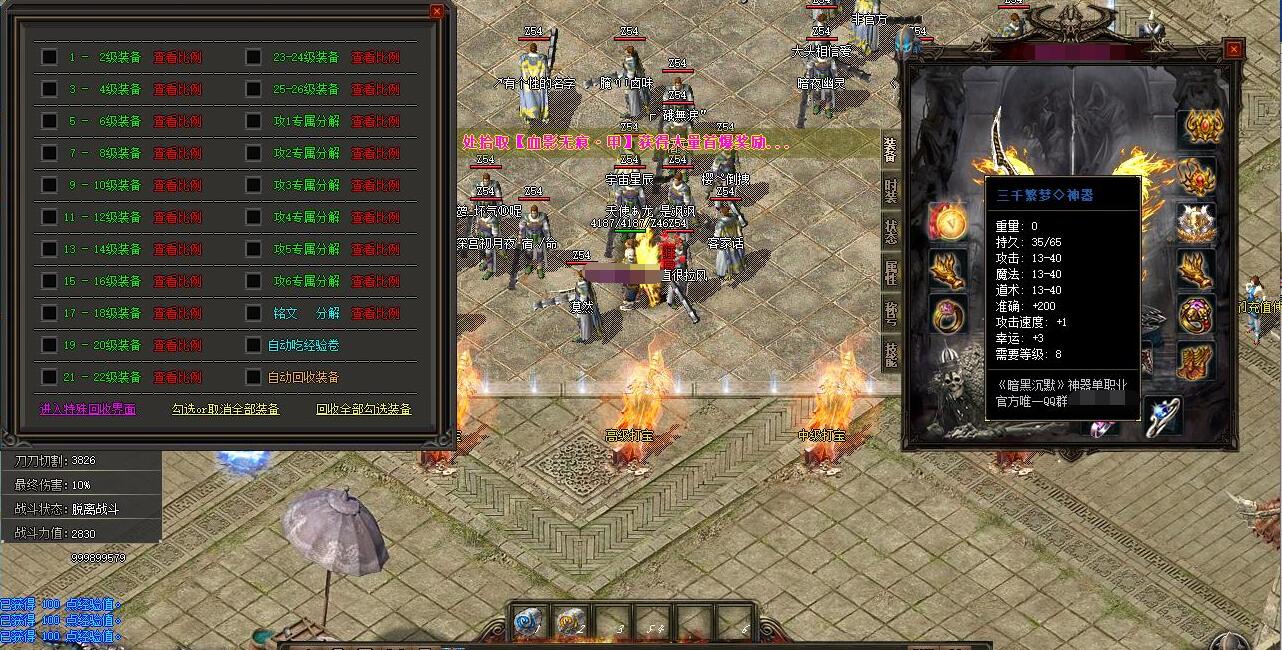 1 - 2级装备 查看比例 23-24级装备 查看比例
3 - 4级装备 查看比例 25-26级装备 查看比例
5 - 6级装备 查看比例 攻1专属分解 查看比例
7 - 8级装备 查看比例 攻2专属分解 查看比例
9 - 10级装备 查看比例 攻3专属分解 查看比例
11 - 12级装备 查看比例 攻4专属分解 查看比例
13 - 14级装备 查看比例 攻5专属分解 查看比例
15 - 16级装备 查看比例 攻6专属分解 查看比例
17 - 18级装备 查看比例 铭文 分解 查看比例
19 - 20级装备 查看比例 自动吃经验卷
21 - 22级装备 查看比例 自动回收装备
进入特殊回收界面 勾选or取消全部装备 回收全部勾选装备
刀刀切割: 3826
最终伤害: 10%
战斗状态: 脱离战斗
战斗力值: 2830
999899579
已获得 100 点经验值。
已获得 100 点经验值。
已获得 100 点经验值。
Z54
Z54
Z54
Z54
非官方
大头相信爱
暗夜幽灵
处拾取【血影无痕·甲】获得大量首爆奖励...
宇宙星辰
客家话
高级打宝
中级打宝
装备
时装
状态
属性
称号
技能
三千繁梦◇神器
重量: 0
持久: 35/65
攻击: 13-40
魔法: 13-40
道术: 13-40
准确: +200
攻击速度: +1
幸运: +3
需要等级: 8
《暗黑沉默》神器单职业
官方唯一QQ群
1 2 3 5 4 6